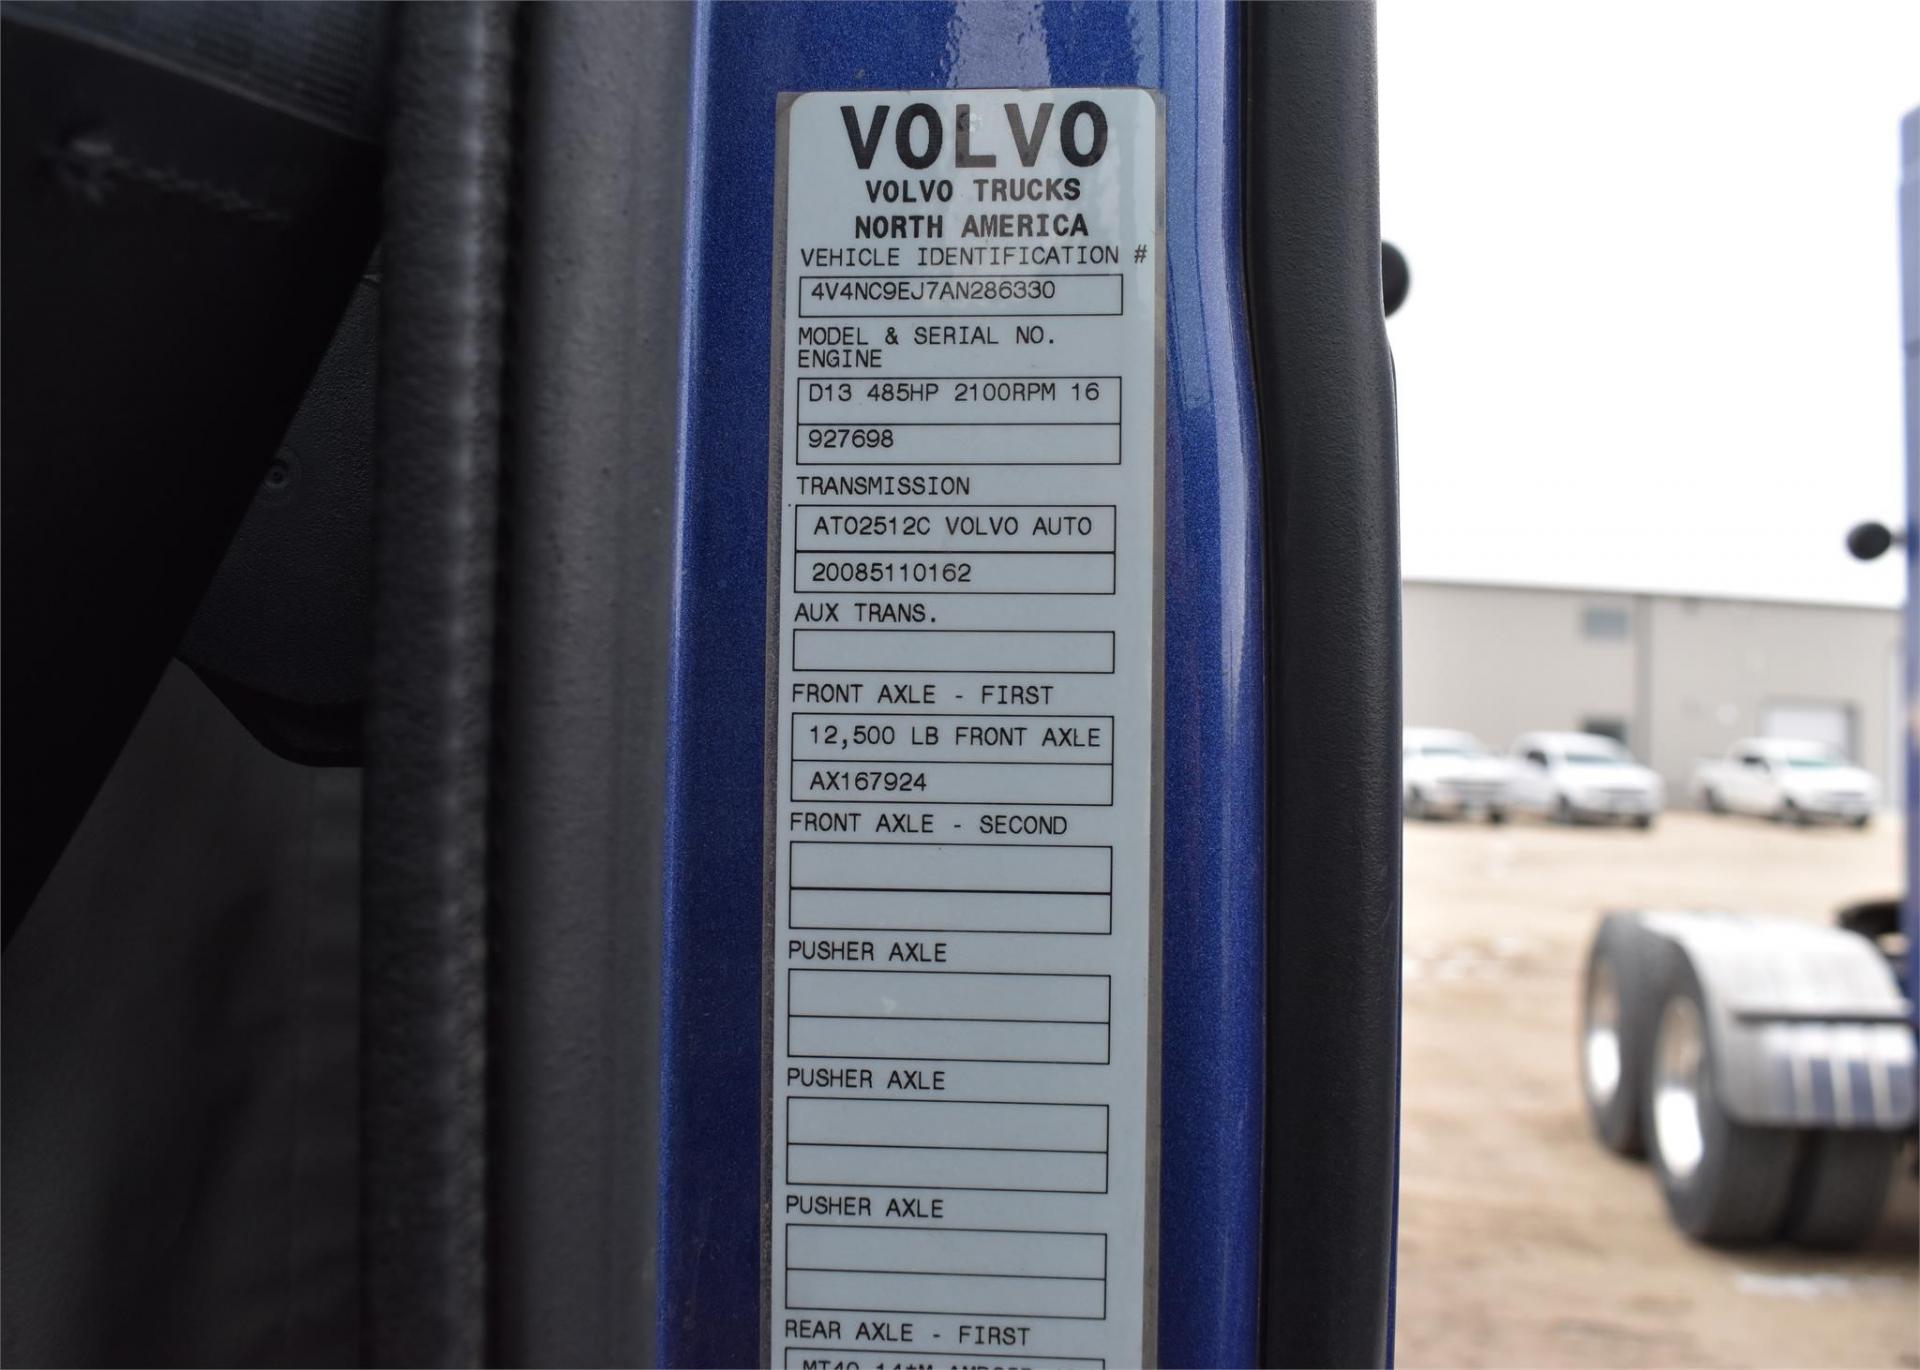 VOLVO
VOLVO TRUCKS
NORTH AMERICA
VEHICLE IDENTIFICATION #
4V4NC9EJ7AN286330
MODEL & SERIAL NO.
ENGINE
D13 485HP 2100RPM 16
927698
TRANSMISSION
ATO2512C VOLVO AUTO
20085110162
AUX TRANS.
FRONT AXLE - FIRST
12,500 LB FRONT AXLE
AX167924
FRONT AXLE - SECOND
PUSHER AXLE
PUSHER AXLE
PUSHER AXLE
REAR AXLE - FIRST